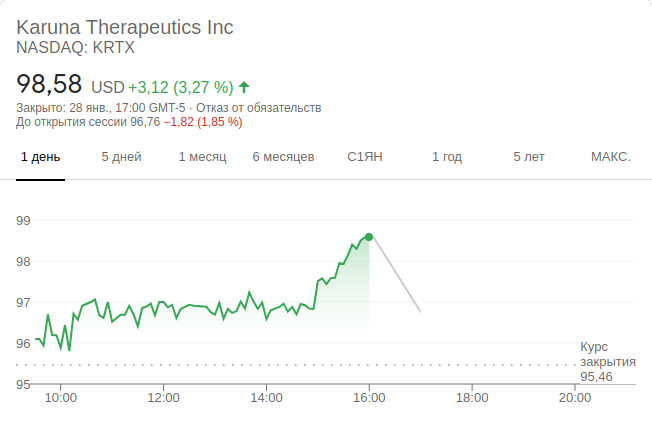 Karuna Therapeutics Inc
NASDAQ: KRTX
98,58 USD +3,12 (3,27 %)
Закрыто: 28 янв., 17:00 GMT-5 · Отказ от обязательств
До открытия сессии 96,76 −1,82 (1,85 %)
1 день 5 дней 1 месяц 6 месяцев С1ЯН 1 год 5 лет МАКС.
99
98
97
96
95
Курс
закрытия
95,46
10:00 12:00 14:00 16:00 18:00 20:00